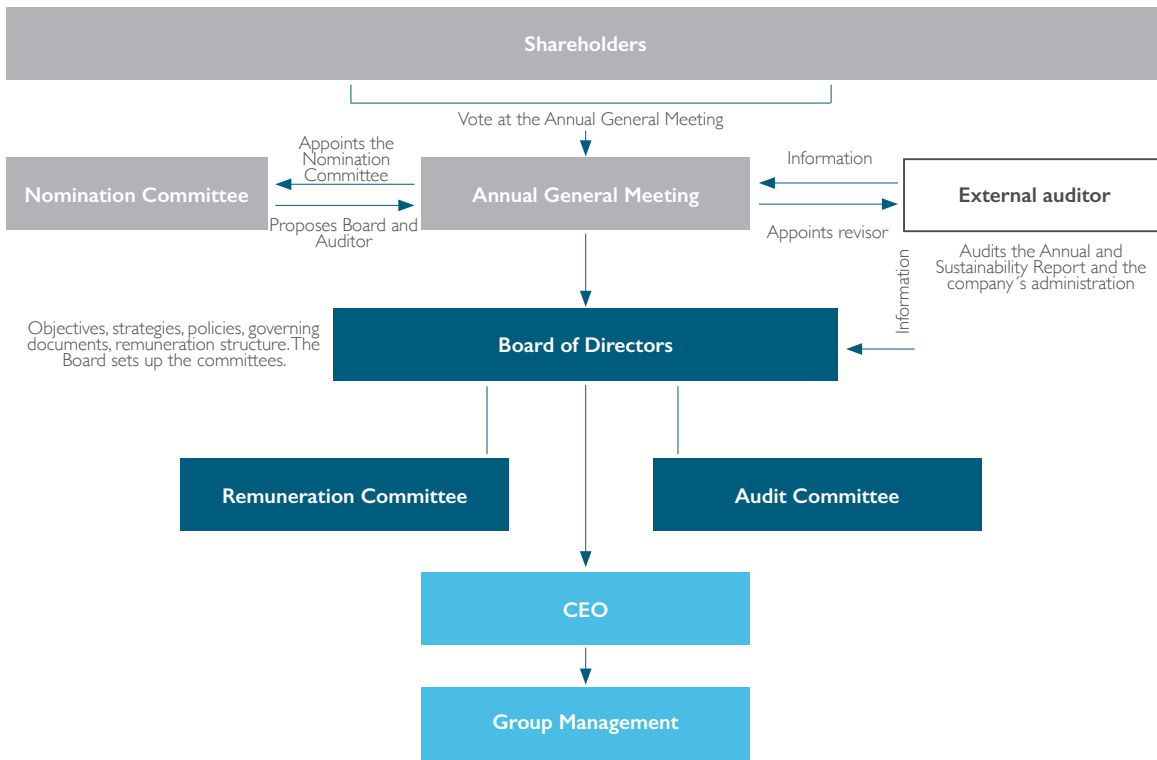 Shareholders
Vote at the Annual General Meeting
Appoints the
Nomination
Committee
Information
Nomination Committee
Annual General Meeting
External auditor
Proposes Board and
Auditor
Appoints revisor
Audits the Annual and
Sustainability Report and the
company´s administration
Information
Objectives, strategies, policies, governing
documents, remuneration structure. The
Board sets up the committees.
Board of Directors
Remuneration Committee
Audit Committee
CEO
Group Management